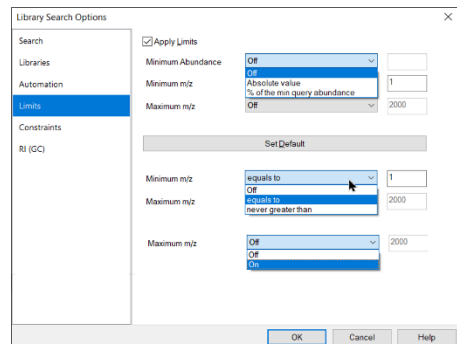 Library Search Options
Search
Libraries
Automation
Limits
Constraints
RI (GC)
Apply Limits
Minimum Abundance Off
Off
Absolute value
% of the min query abundance
Minimum m/z 1
Maximum m/z Off 2000
Set Default
Minimum m/z equals to 1
Off
equals to
never greater than
Maximum m/z 2000
Maximum m/z Off 2000
Off
On
OK Cancel Help